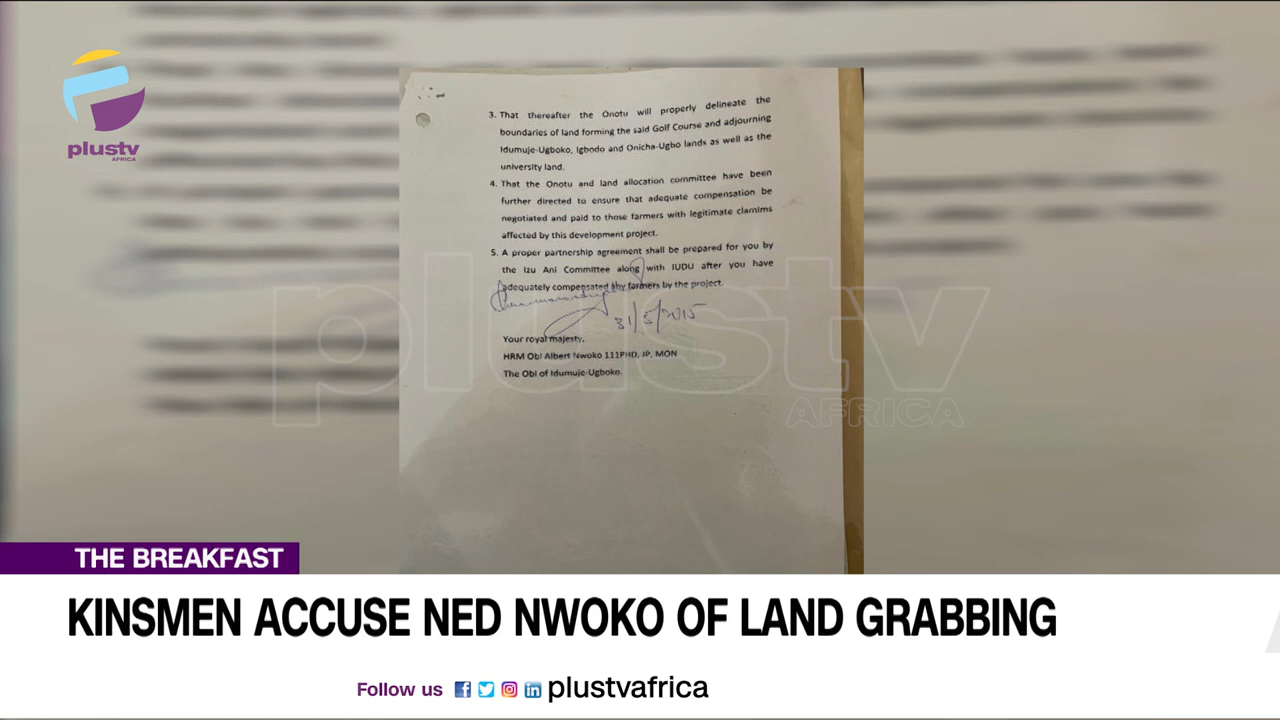 plustv
AFRICA
3. That thereafter the Onotu will properly delineate the
boundaries of land forming the said Golf Course and adjourning
Idumuje-Ugboko, Igbodo and Onicha-Ugbo lands as well as the
university land.
4. That the Onotu and land allocation committee have been
further directed to ensure that adequate compensation be
negotiated and paid to those farmers with legitimate clamims
affected by this development project.
5. A proper partnership agreement shall be prepared for you by
the Izu Ani Committee along with IUDU after you have
adequately compensated thy farmers by the project.
31/5/2015
Your royal majesty,
HRM Obi Albert Nwoko 111PHD, JP, MON
The Obi of Idumuje-Ugboko.
plustv
AFRICA
THE BREAKFAST
KINSMEN ACCUSE NED NWOKO OF LAND GRABBING
Follow us plustvafrica